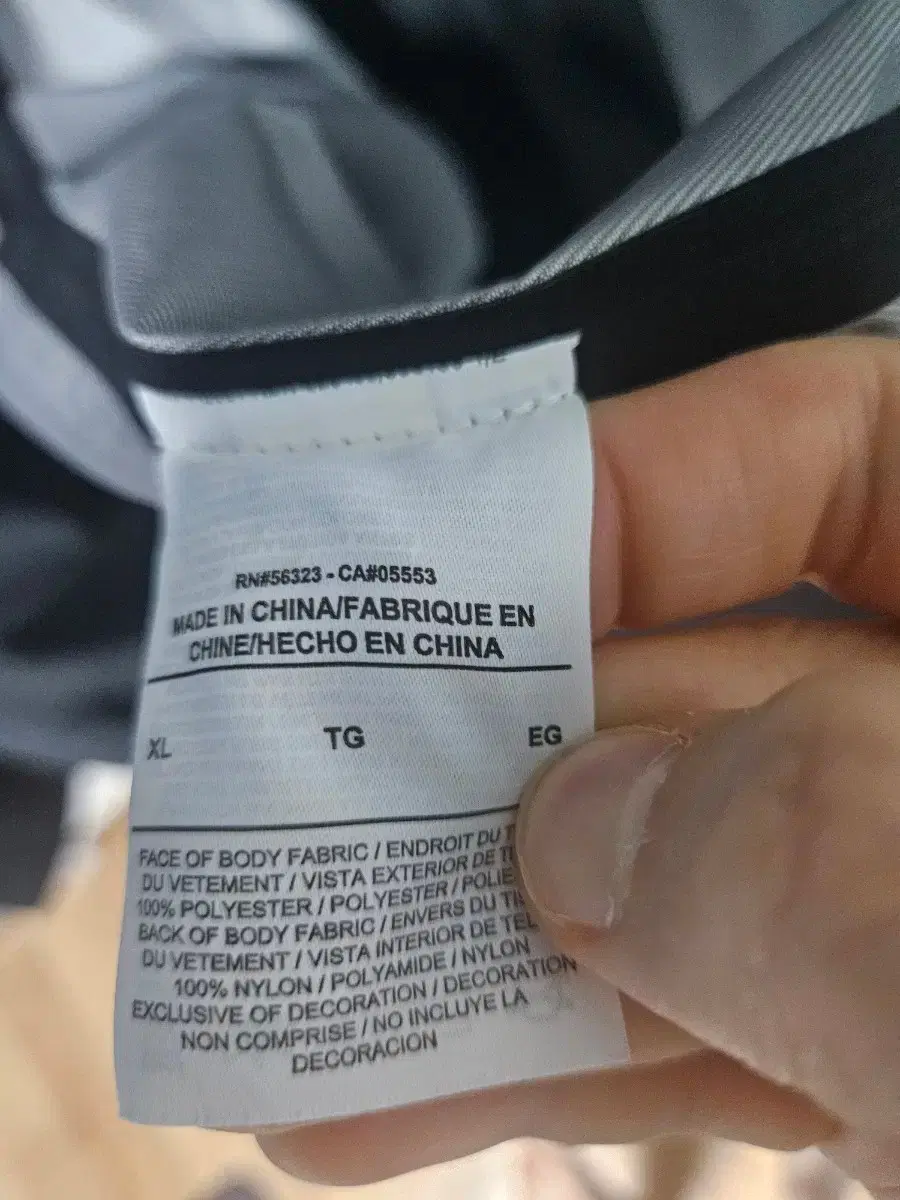 RN#56323 - CA#05553
MADE IN CHINA/FABRIQUE EN
CHINE/HECHO EN CHINA
XL TG EG
FACE OF BODY FABRIC / ENDROIT DU
DU VETEMENT / VISTA EXTERIOR DE
100% POLYESTER / POLYESTER /
BACK OF BODY FABRIC / ENVERS DU
DU VETEMENT / VISTA INTERIOR DE
100% NYLON / POLYAMIDE / NYLON
EXCLUSIVE OF DECORATION / DECORATION
NON COMPRISE / NO INCLUYE LA
DECORACION